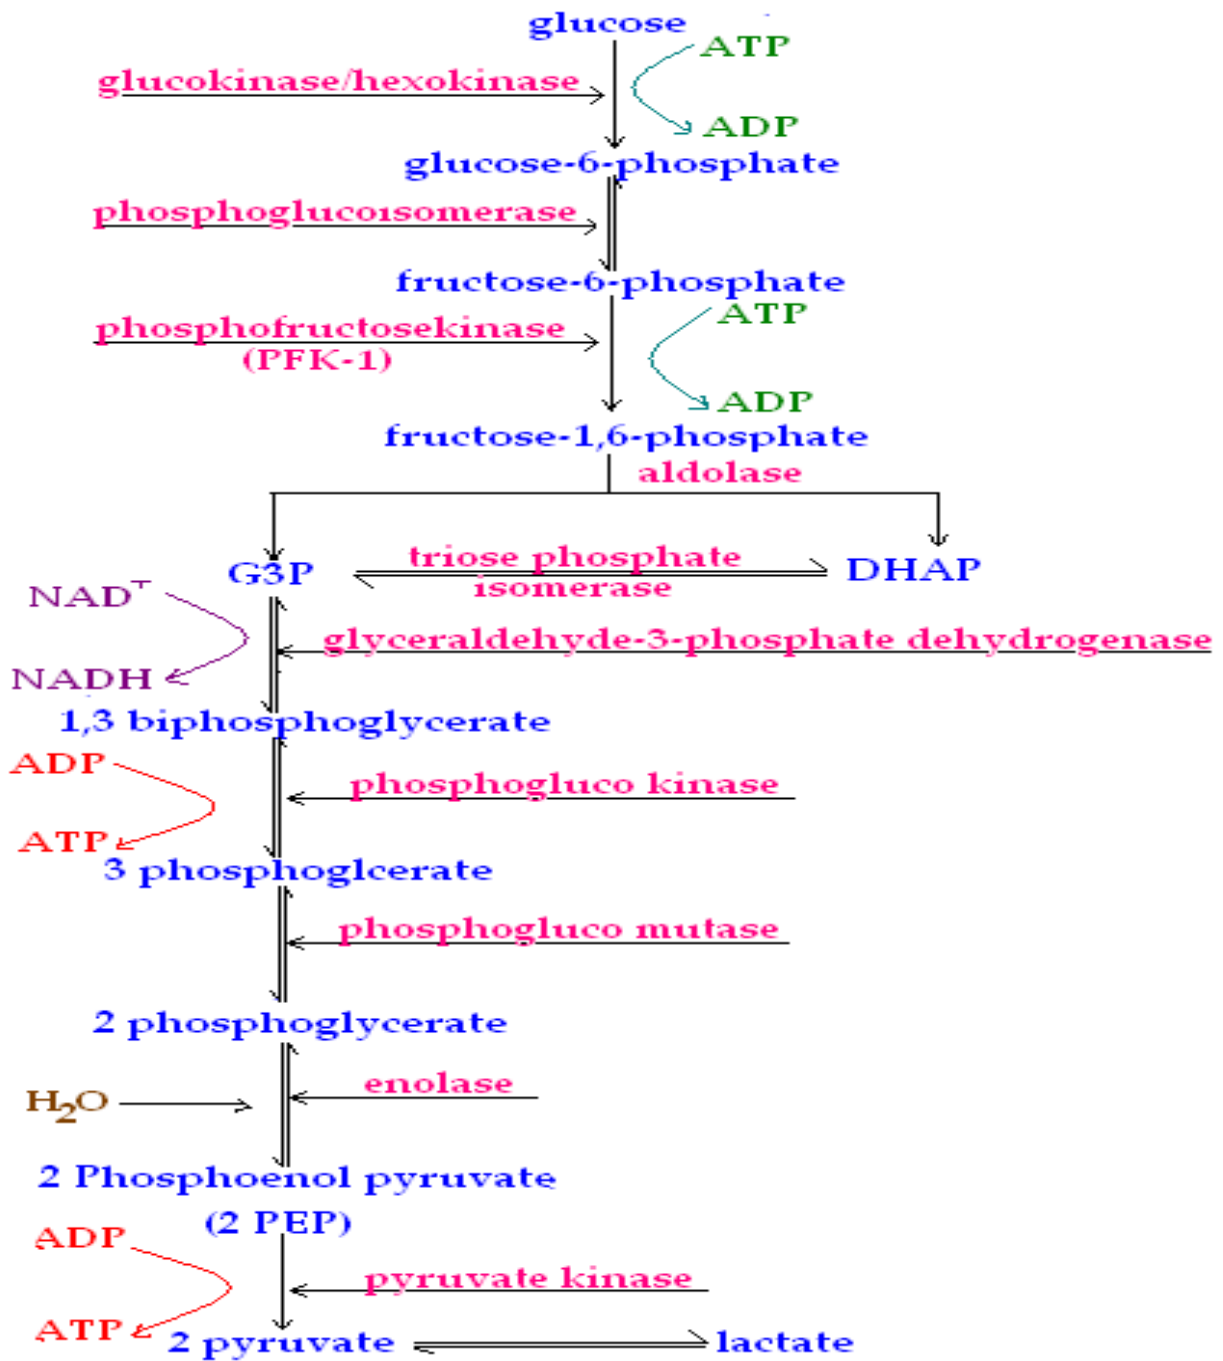 glucose
ATP
glucokinase/hexokinase
ADP
glucose-6-phosphate
phosphoglucoisomerase
fructose-6-phosphate
ATP
phosphofructosekinase
(PFK-1)
ADP
fructose-1,6-phosphate
aldolase
G3P
triose phosphate
isomerase
DHAP
NAD+
glyceraldehyde-3-phosphate dehydrogenase
NADH
1,3 biphosphoglycerate
ADP
phosphogluco kinase
ATP
3 phosphoglcerate
phosphogluco mutase
2 phosphoglycerate
enolase
H2O
2 Phosphoenol pyruvate
(2 PEP)
ADP
pyruvate kinase
ATP
2 pyruvate
lactate